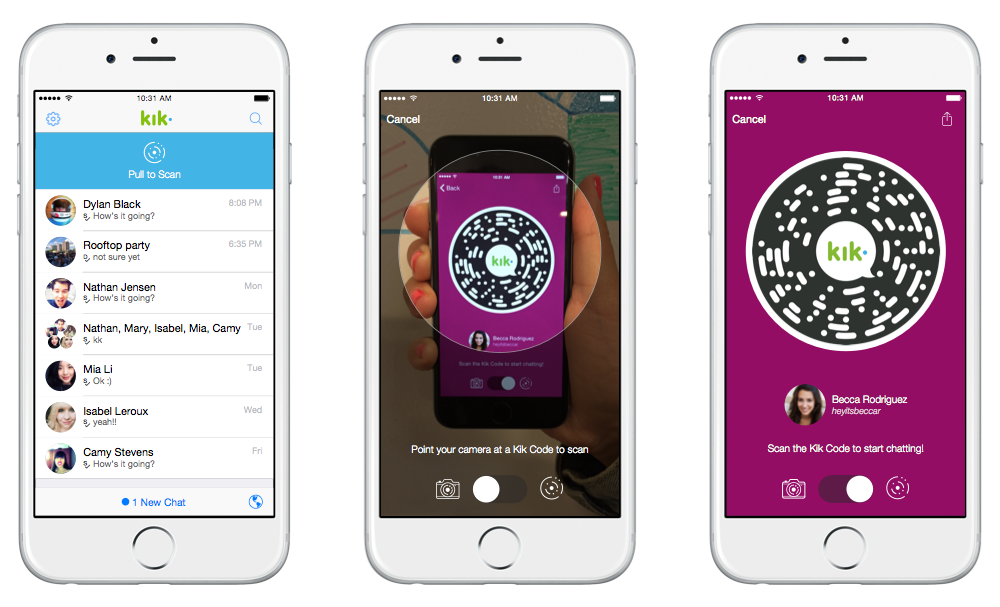 10:31 AM
kik·
Pull to Scan
Dylan Black 8:08 PM
How's it going?
Rooftop party 6:35 PM
not sure yet
Nathan Jensen Mon
How's it going?
Nathan, Mary, Isabel, Mia, Camy Tue
kk
Mia Li Tue
Ok :)
Isabel Leroux Wed
yeah!!
Camy Stevens Fri
How's it going?
1 New Chat
10:31 AM
Cancel
10:31 AM
Back
kik·
Becca Rodriguez
heyitsbeccar
Scan the Kik Code to start chatting!
Point your camera at a Kik Code to scan
10:31 AM
Cancel
kik·
Becca Rodriguez
heyitsbeccar
Scan the Kik Code to start chatting!